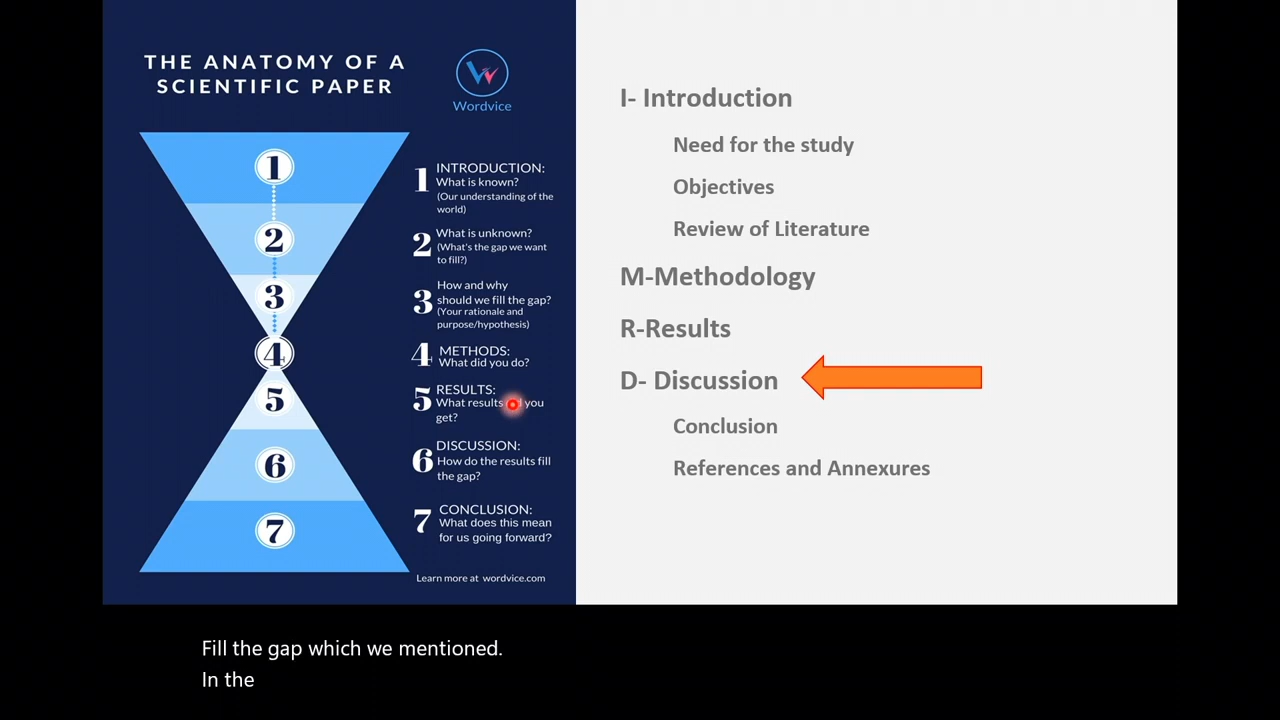 THE ANATOMY OF A
SCIENTIFIC PAPER
Wordvice
1
2
3
4
5
6
7
1 INTRODUCTION:
What is known?
(Our understanding of the
world)
2 What is unknown?
(What's the gap we want
to fill?)
3 How and why
should we fill the gap?
(Your rationale and
purpose/hypothesis)
4 METHODS:
What did you do?
5 RESULTS:
What results you
get?
6 DISCUSSION:
How do the results fill
the gap?
7 CONCLUSION:
What does this mean
for us going forward?
Learn more at wordvice.com
I- Introduction
Need for the study
Objectives
Review of Literature
M-Methodology
R-Results
D- Discussion
Conclusion
References and Annexures
Fill the gap which we mentioned.
In the